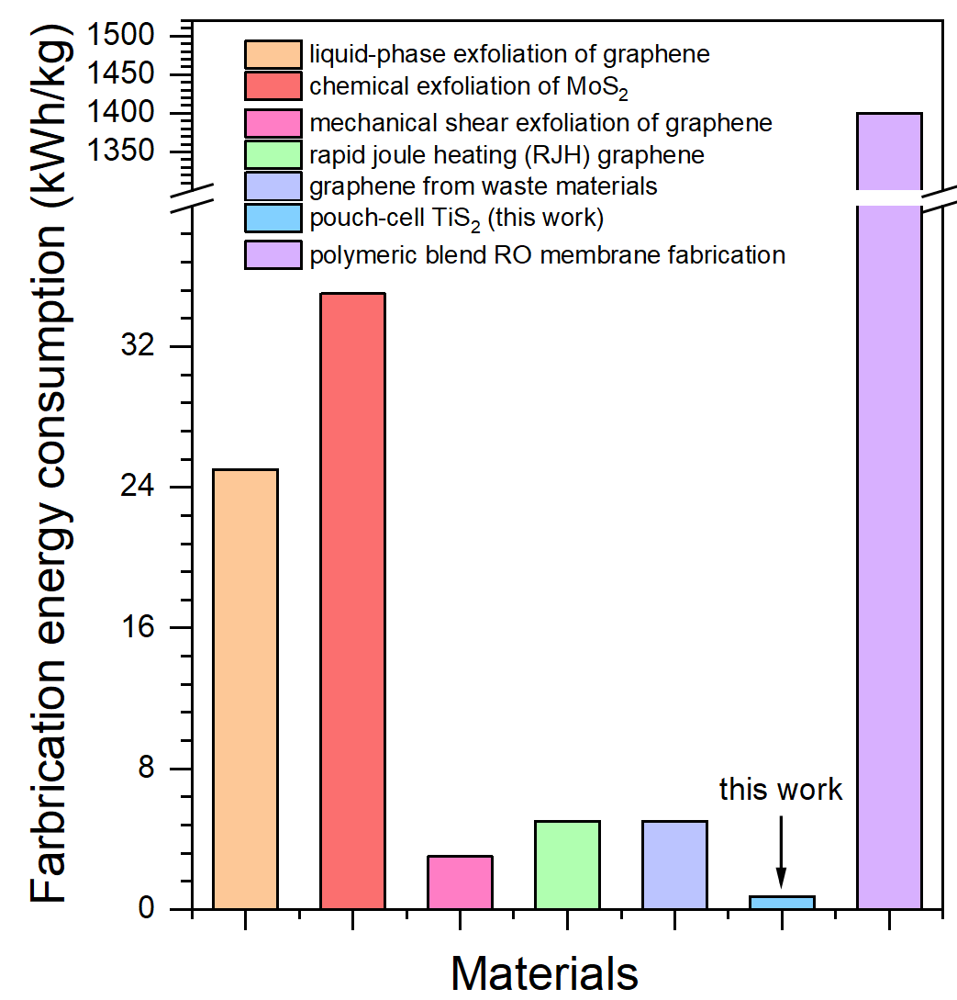 Farbrication energy consumption (kWh/kg)
1500
1450
1400
1350
32
24
16
8
0
liquid-phase exfoliation of graphene
chemical exfoliation of MoS₂
mechanical shear exfoliation of graphene
rapid joule heating (RJH) graphene
graphene from waste materials
pouch-cell TiS₂ (this work)
polymeric blend RO membrane fabrication
this work
Materials